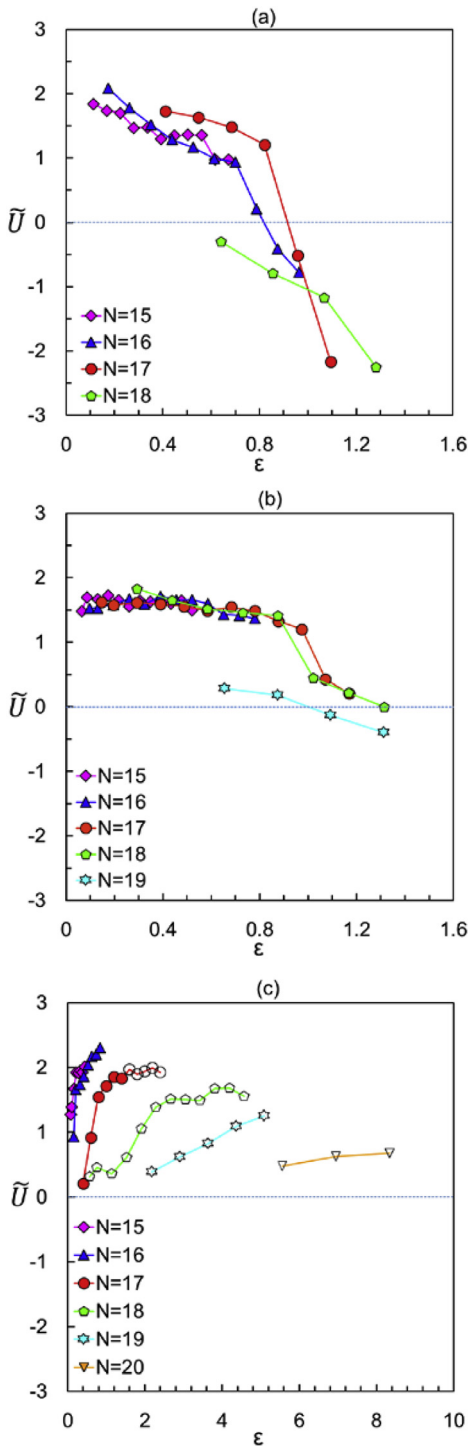 (a)
3
2
1
0
-1
-2
-3
Ũ
N=15
N=16
N=17
N=18
0 0.4 0.8 1.2 1.6
ε
(b)
3
2
1
0
-1
-2
-3
Ũ
N=15
N=16
N=17
N=18
N=19
0 0.4 0.8 1.2 1.6
ε
(c)
3
2
1
0
-1
-2
-3
Ũ
N=15
N=16
N=17
N=18
N=19
N=20
0 2 4 6 8 10
ε